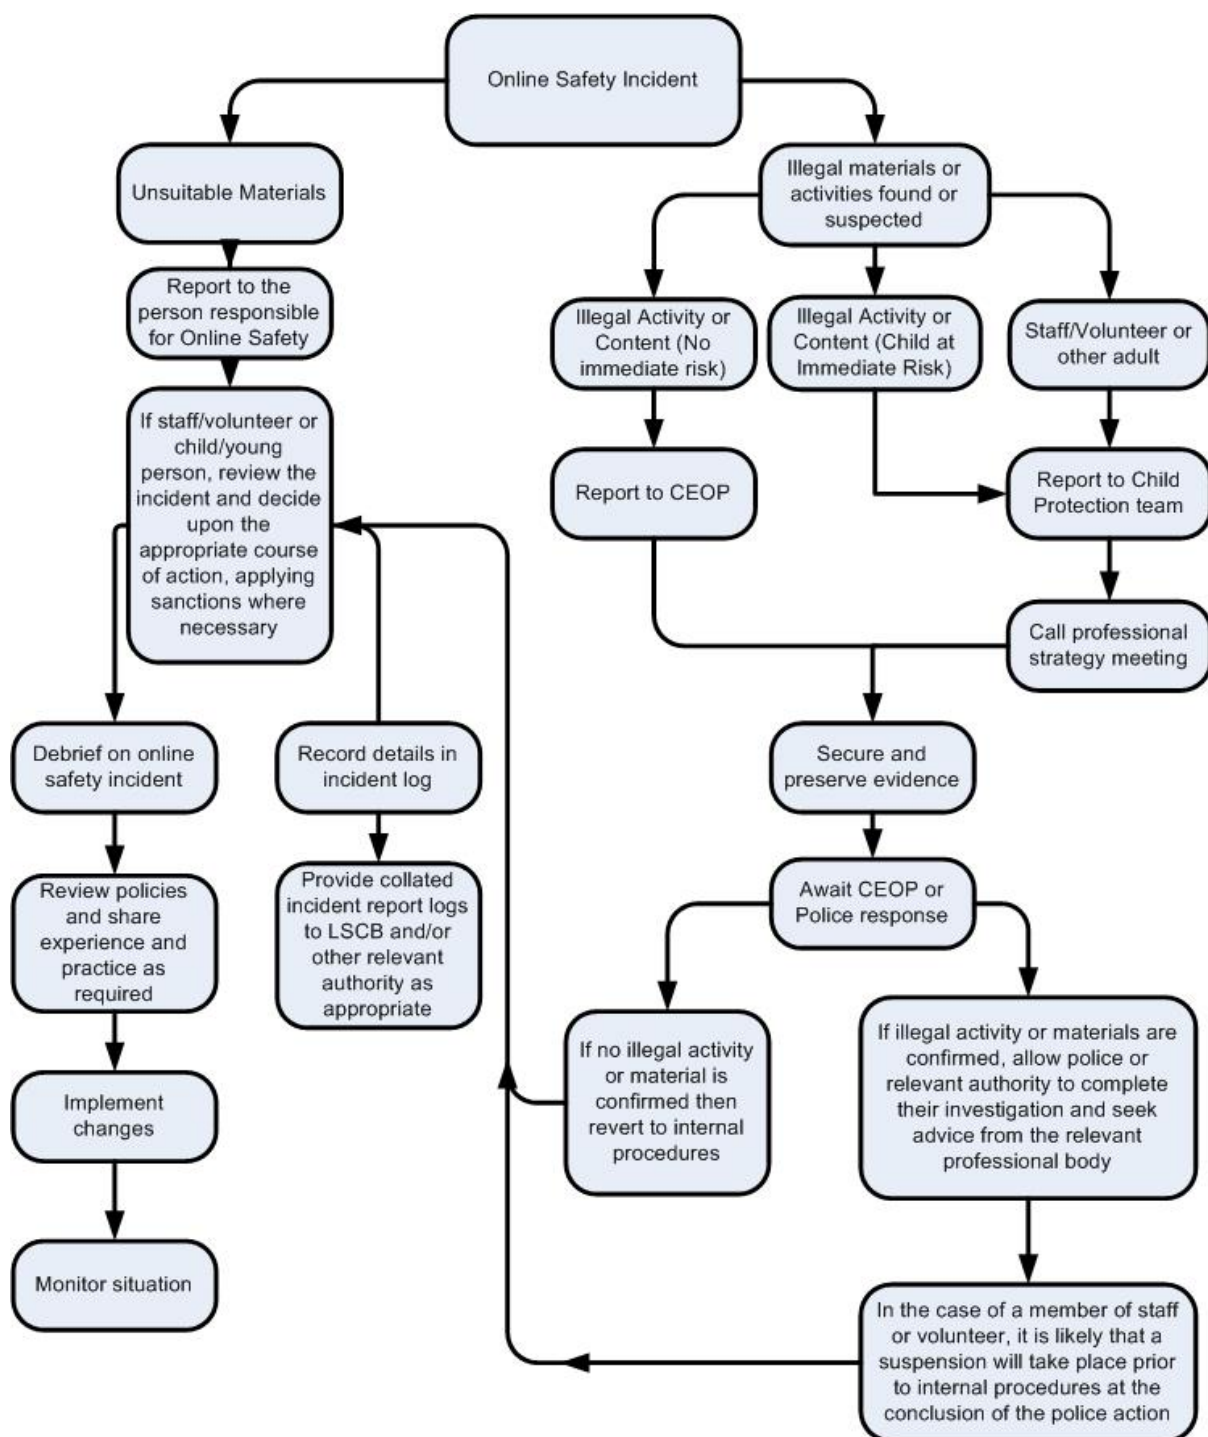 Online Safety Incident
Unsuitable Materials
Report to the
person responsible
for Online Safety
If staff/volunteer or
child/young
person, review the
incident and decide
upon the
appropriate course
of action, applying
sanctions where
necessary
Debrief on online
safety incident
Review policies
and share
experience and
practice as
required
Implement
changes
Monitor situation
Record details in
incident log
Provide collated
incident report logs
to LSCB and/or
other relevant
authority as
appropriate
Illegal materials or
activities found or
suspected
Illegal Activity or
Content (No
immediate risk)
Illegal Activity or
Content (Child at
Immediate Risk)
Staff/Volunteer or
other adult
Report to CEOP
Report to Child
Protection team
Call professional
strategy meeting
Secure and
preserve evidence
Await CEOP or
Police response
If no illegal activity
or material is
confirmed then
revert to internal
procedures
If illegal activity or materials are
confirmed, allow police or
relevant authority to complete
their investigation and seek
advice from the relevant
professional body
In the case of a member of staff
or volunteer, it is likely that a
suspension will take place prior
to internal procedures at the
conclusion of the police action